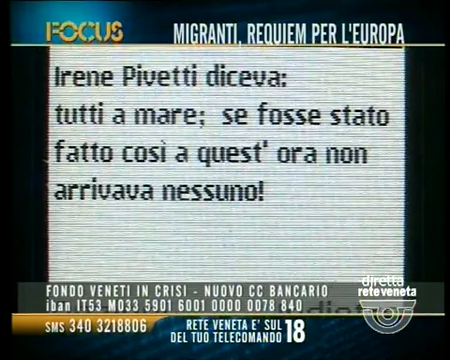 FOCUS
MIGRANTI, REQUIEM PER L'EUROPA
Irene Pivetti diceva:
tutti a mare; se fosse stato
fatto così a quest' ora non
arrivava nessuno!
FONDO VENETI IN CRISI - NUOVO CC BANCARIO
iban IT53 M033 5901 6001 0000 0078 840
diretta
reteveneta
SMS 340 3218806
RETE VENETA E' SUL
DEL TUO TELECOMANDO 18